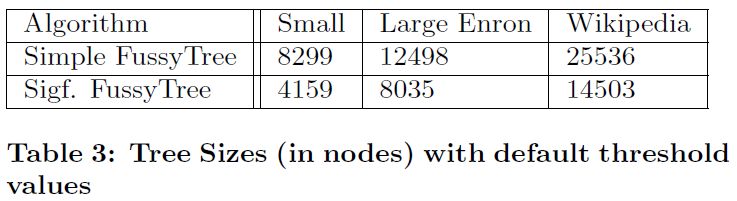 Algorithm Small Large Enron Wikipedia
Simple FussyTree 8299 12498 25536
Sigf. FussyTree 4159 8035 14503
Table 3: Tree Sizes (in nodes) with default threshold
values